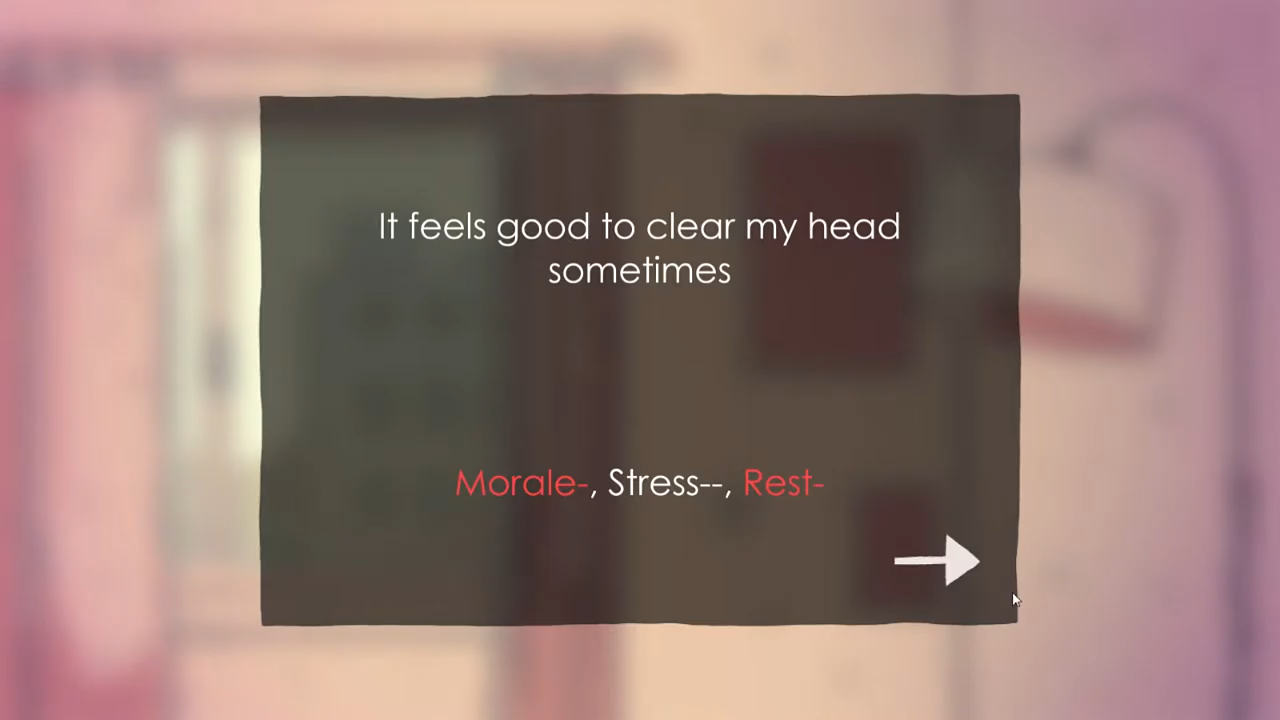 It feels good to clear my head
sometimes
Morale-, Stress--, Rest-